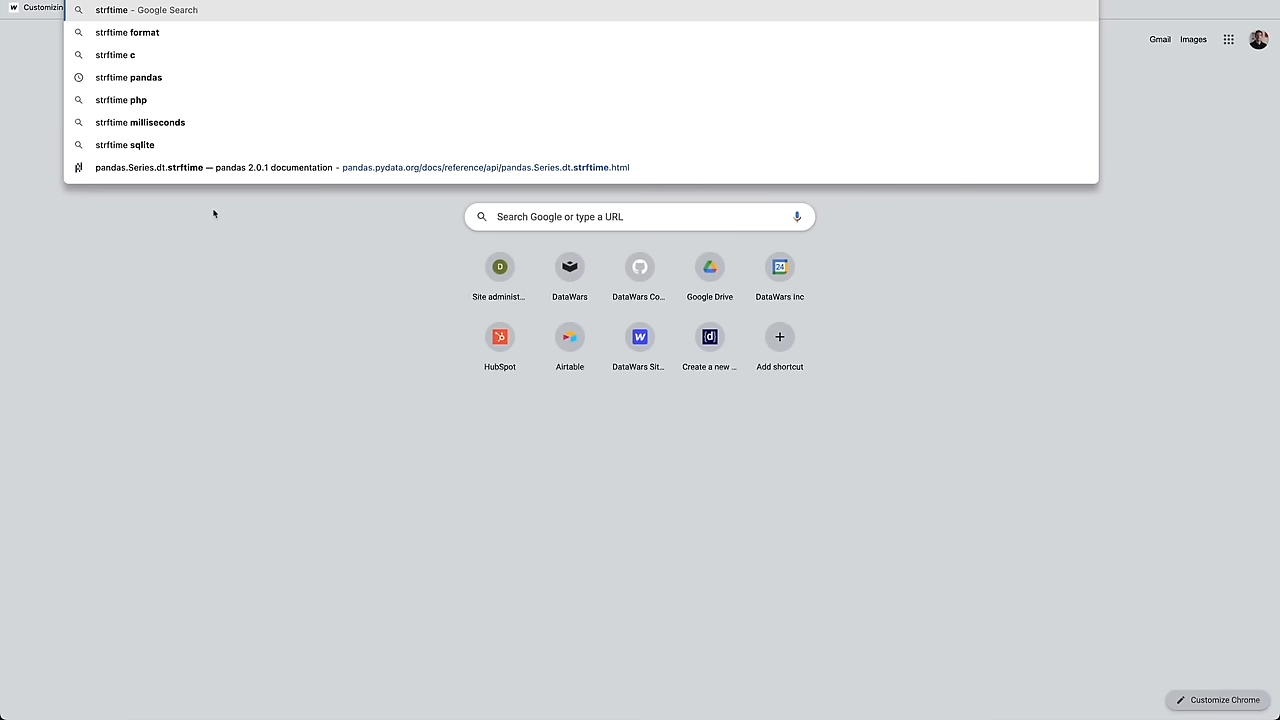 Customizin
strftime - Google Search
strftime format
strftime c
strftime pandas
strftime php
strftime milliseconds
strftime sqlite
pandas.Series.dt.strftime — pandas 2.0.1 documentation - pandas.pydata.org/docs/reference/api/pandas.Series.dt.strftime.html
Gmail Images
Search Google or type a URL
D 24
Site administ... DataWars DataWars Co... Google Drive DataWars Inc
W {d}
HubSpot Airtable DataWars Sit... Create a new ... Add shortcut
Customize Chrome